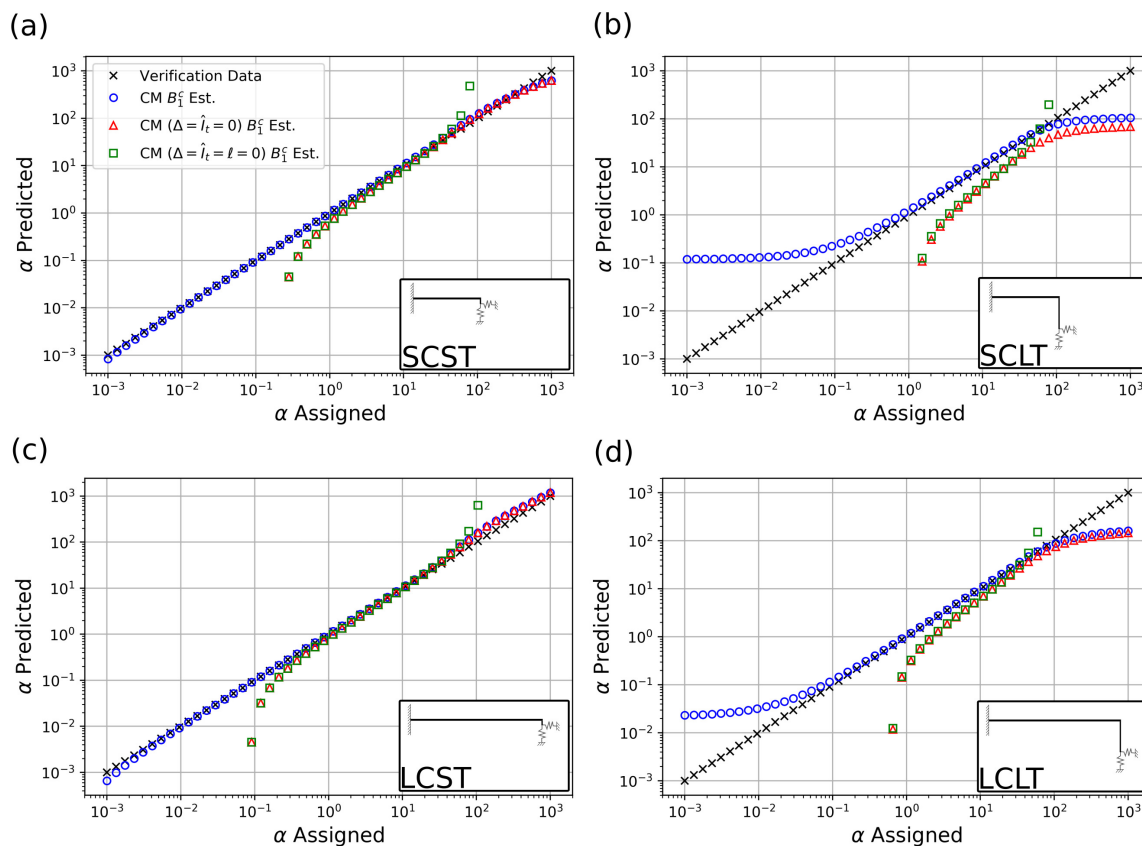 (a)
10³
10²
10¹
10⁰
10⁻¹
10⁻²
10⁻³
α Predicted
× Verification Data
CM B₁ᶜ Est.
CM (Δ = Î_t = 0) B₁ᶜ Est.
CM (Δ = Î_t = ℓ = 0) B₁ᶜ Est.
SCST
10⁻³ 10⁻² 10⁻¹ 10⁰ 10¹ 10² 10³
α Assigned
(b)
10³
10²
10¹
10⁰
10⁻¹
10⁻²
10⁻³
α Predicted
SCLT
10⁻³ 10⁻² 10⁻¹ 10⁰ 10¹ 10² 10³
α Assigned
(c)
10³
10²
10¹
10⁰
10⁻¹
10⁻²
10⁻³
α Predicted
LCST
10⁻³ 10⁻² 10⁻¹ 10⁰ 10¹ 10² 10³
α Assigned
(d)
10³
10²
10¹
10⁰
10⁻¹
10⁻²
10⁻³
α Predicted
LCLT
10⁻³ 10⁻² 10⁻¹ 10⁰ 10¹ 10² 10³
α Assigned